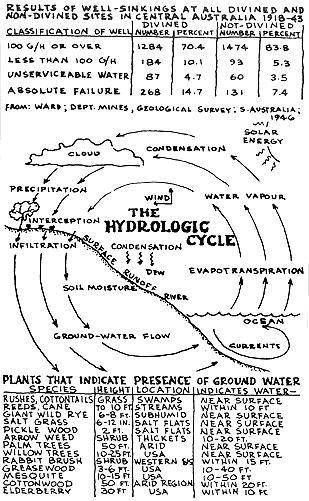 RESULTS OF WELL-SINKINGS AT ALL DIVINED AND
NON-DIVINED SITES IN CENTRAL AUSTRALIA 1918-43
DIVINED NOT-DIVINED
CLASSIFICATION OF WELL NUMBER PERCENT NUMBER PERCENT
100 G/H OR OVER 1284 70.4 1474 83.8
LESS THAN 100 G/H 184 10.1 93 5.3
UNSERVICEABLE WATER 87 4.7 60 3.5
ABSOLUTE FAILURE 268 14.7 131 7.4
FROM: WARD; DEPT. MINES, GEOLOGICAL SURVEY; S. AUSTRALIA;
1946
SOLAR
ENERGY
CLOUD
CONDENSATION
PRECIPITATION
WIND
WATER VAPOUR
INTERCEPTION
THE
HYDROLOGIC
CYCLE
INFILTRATION
SURFACE RUNOFF
CONDENSATION
DEW
EVAPOTRANSPIRATION
SOIL MOISTURE
RIVER
OCEAN
GROUND-WATER FLOW
CURRENTS
PLANTS THAT INDICATE PRESENCE OF GROUND WATER
SPECIES HEIGHT LOCATION INDICATES WATER-
RUSHES, COTTONTAILS GRASS SWAMPS NEAR SURFACE
REEDS, CANE TO 10 FT. STREAMS WITHIN 10 FT
GIANT WILD RYE 6-8 FT. SUBHUMID NEAR SURFACE
SALT GRASS 6-12 IN. SALT FLATS NEAR SURFACE
PICKLE WOOD 2 FT. SALT FLATS NEAR SURFACE
ARROW WEED SHRUB THICKETS 10-20 FT.
PALM TREES 50 FT. ARID NEAR SURFACE
WILLOW TREES 10-25 FT. USA NEAR SURFACE
RABBIT BRUSH SHRUB WESTERN US WITHIN 15 FT.
GREASEWOOD 3-6 FT. USA 10-40 FT.
MESQUITE 10-15 FT USA 10-50 FT
COTTONWOOD 50 FT. ARID REGION WITHIN 20 FT.
ELDERBERRY 30 FT USA WITHIN 10 FT